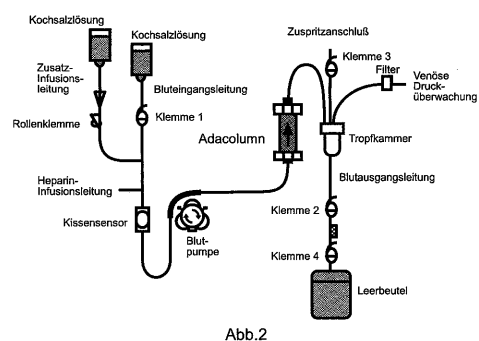 Kochsalzlösung
Kochsalzlösung
Zuspritzanschluß
Klemme 3
Filter
Zusatz-
Infusions-
leitung
Bluteingangsleitung
Venöse
Druck-
überwachung
Rollenklemme
Klemme 1
Adacolumn
Tropfkammer
Heparin-
Infusionsleitung
Blutausgangsleitung
Kissensensor
Klemme 2
Blut-
pumpe
Klemme 4
Leerbeutel
Abb.2